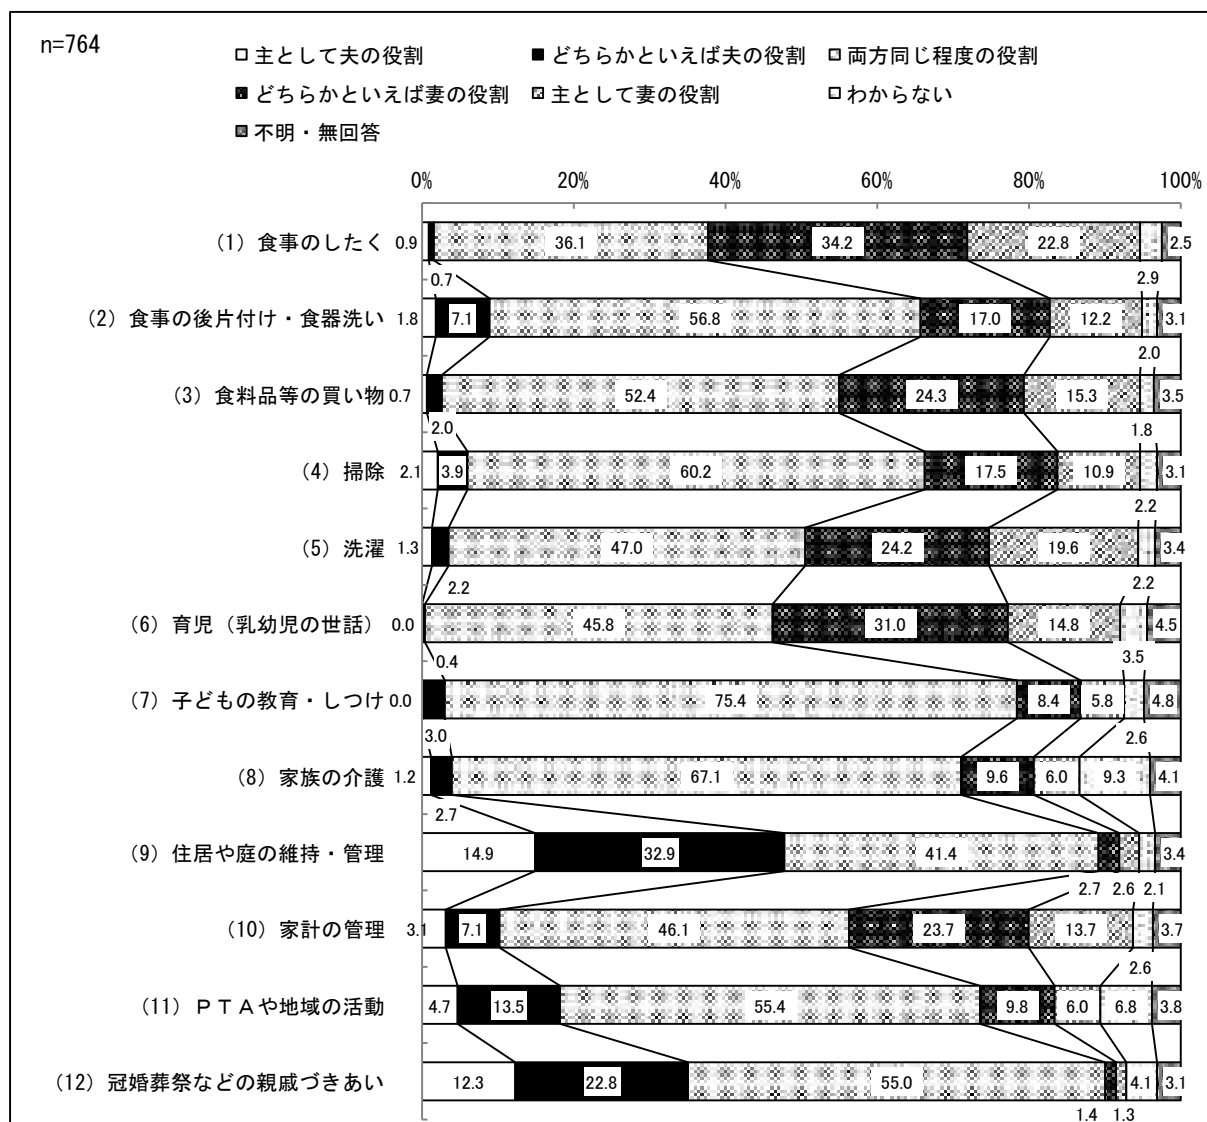 n=764
主として夫の役割 どちらかといえば夫の役割 両方同じ程度の役割
どちらかといえば妻の役割 主として妻の役割 わからない
不明・無回答
0% 20% 40% 60% 80% 100%
(1) 食事のしたく 0.9 36.1 34.2 22.8 2.5
0.7 2.9
(2) 食事の後片付け・食器洗い 1.8 7.1 56.8 17.0 12.2 3.1
2.0
(3) 食料品等の買い物 0.7 52.4 24.3 15.3 3.5
2.0 1.8
(4) 掃除 2.1 3.9 60.2 17.5 10.9 3.1
2.2
(5) 洗濯 1.3 47.0 24.2 19.6 3.4
2.2 2.2
(6) 育児（乳幼児の世話） 0.0 45.8 31.0 14.8 4.5
0.4 3.5
(7) 子どもの教育・しつけ 0.0 75.4 8.4 5.8 4.8
3.0 2.6
(8) 家族の介護 1.2 67.1 9.6 6.0 9.3 4.1
2.7
(9) 住居や庭の維持・管理 14.9 32.9 41.4 3.4
2.7 2.6 2.1
(10) 家計の管理 3.1 7.1 46.1 23.7 13.7 3.7
2.6
(11) ＰＴＡや地域の活動 4.7 13.5 55.4 9.8 6.0 6.8 3.8
(12) 冠婚葬祭などの親戚づきあい 12.3 22.8 55.0 4.1 3.1
1.4 1.3